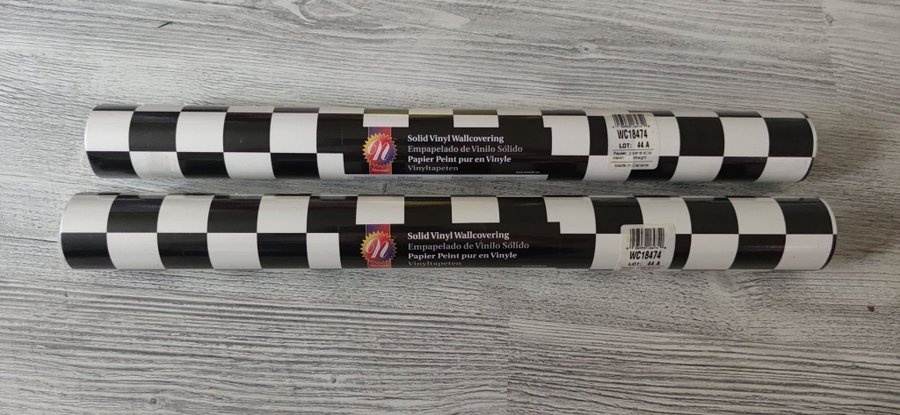 Solid Vinyl Wallcovering
Empapelado de Vinilo Sólido
Papier Peint pur en Vinyle
Vinyltapeten
n
WC18474
LOT: 44 A
Made in Canada
Solid Vinyl Wallcovering
Empapelado de Vinilo Sólido
Papier Peint pur en Vinyle
Vinyltapeten
n
WC18474
LOT: 44 A